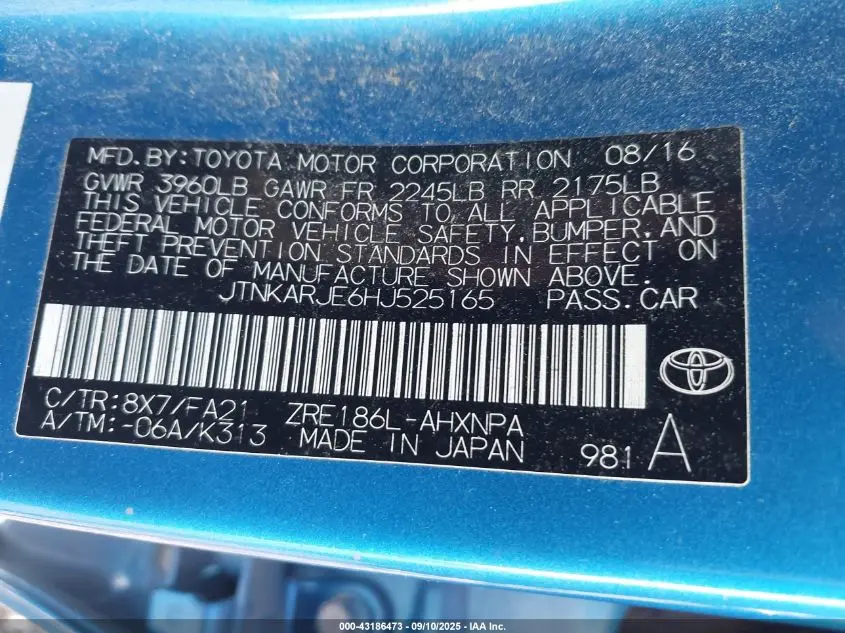 MFD.BY:TOYOTA MOTOR CORPORATION 08/16
GVWR 3960LB GAWR FR 2245LB RR 2175LB
THIS VEHICLE CONFORMS TO ALL APPLICABLE
FEDERAL MOTOR VEHICLE SAFETY,BUMPER,AND
THEFT PREVENTION STANDARDS IN EFFECT ON
THE DATE OF MANUFACTURE SHOWN ABOVE.
JTNKARJE6HJ525165 PASS.CAR
C/TR:8X7/FA21 ZRE186L-AHXNPA
A/TM:-06A/K313 MADE IN JAPAN 981 A
000-43186473 - 09/10/2025 - IAA Inc.